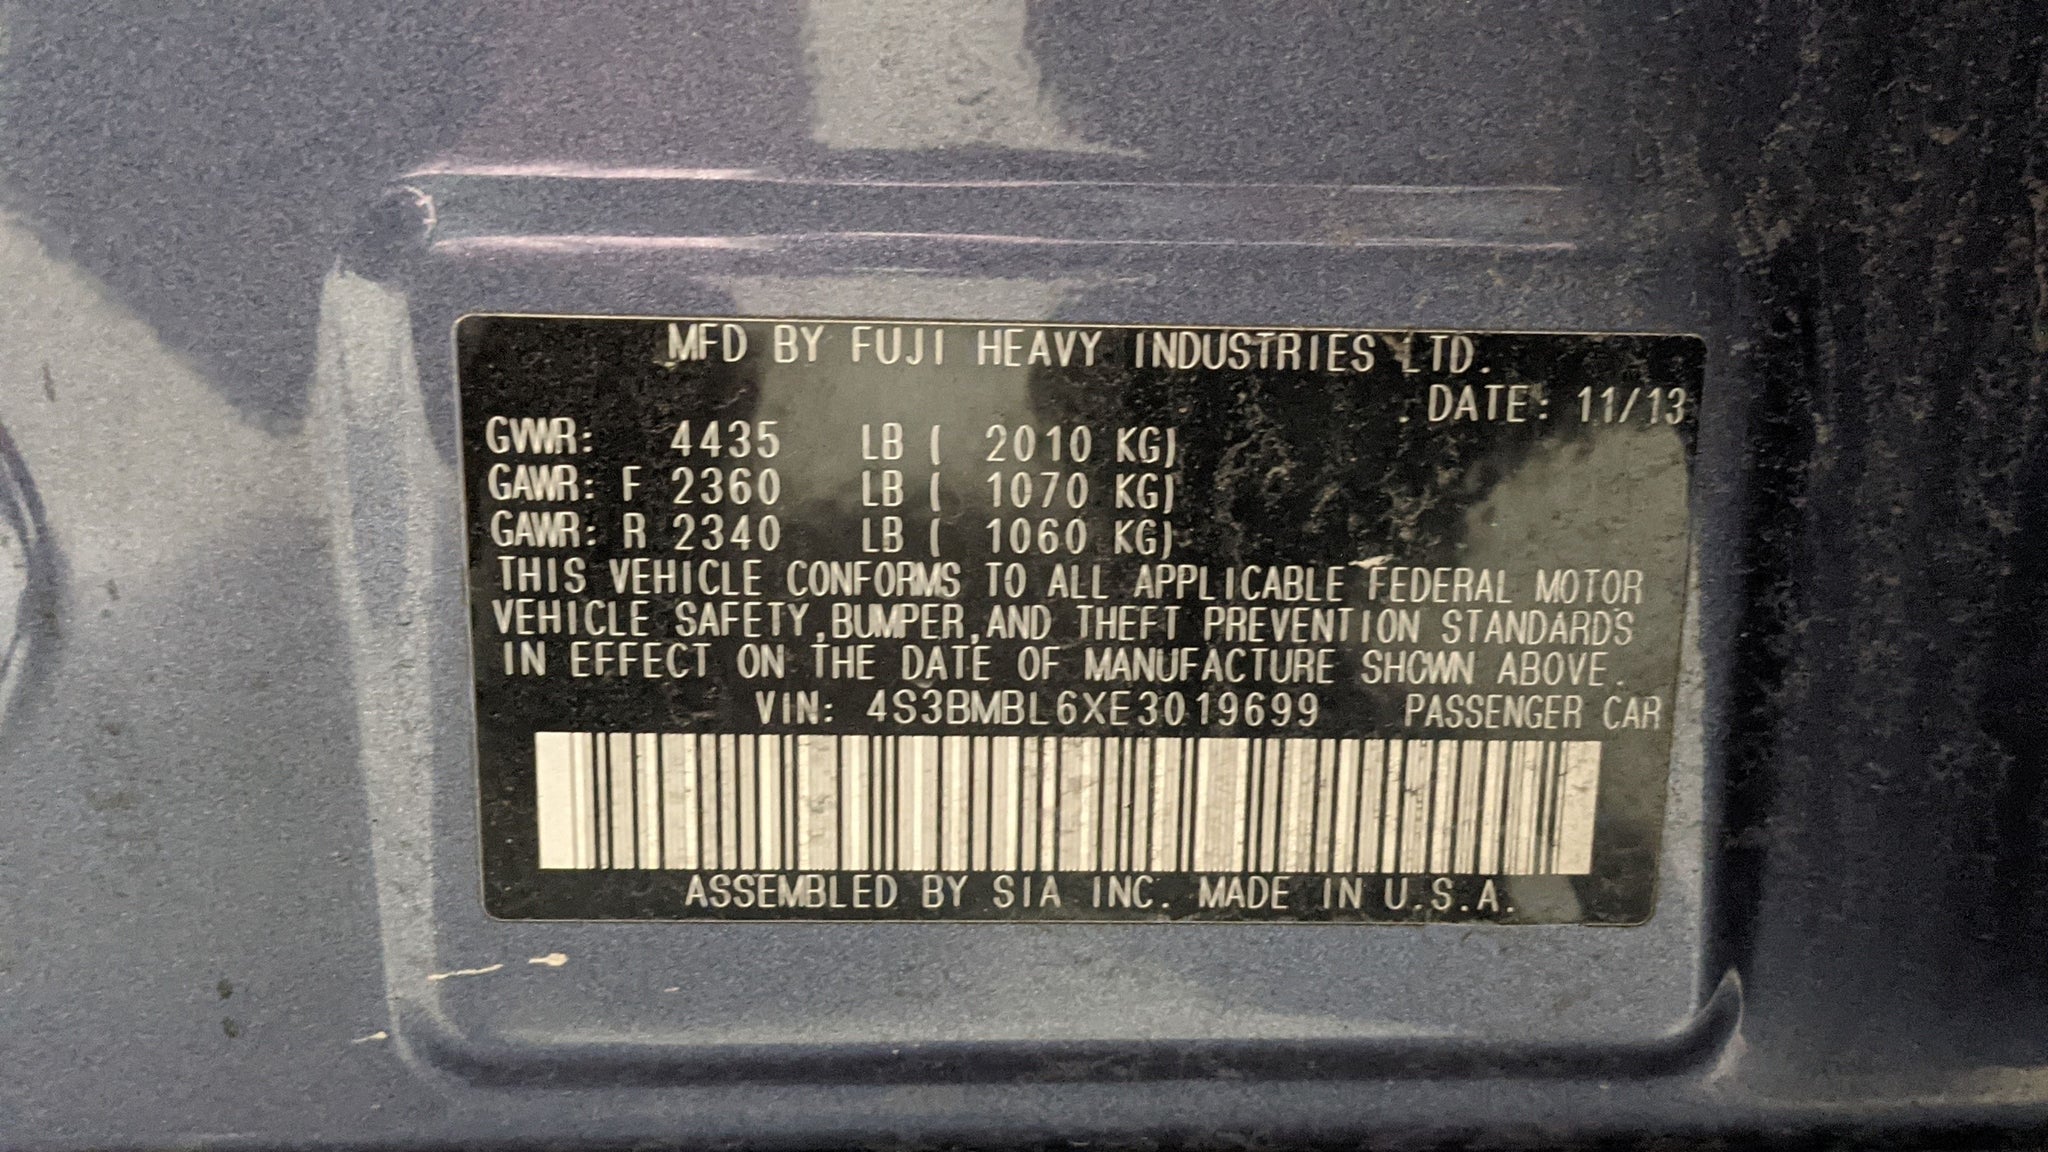 MFD BY FUJI HEAVY INDUSTRIES LTD.
DATE: 11/13
GVWR: 4435 LB ( 2010 KG)
GAWR: F 2360 LB ( 1070 KG)
GAWR: R 2340 LB ( 1060 KG)
THIS VEHICLE CONFORMS TO ALL APPLICABLE FEDERAL MOTOR
VEHICLE SAFETY,BUMPER,AND THEFT PREVENTION STANDARDS
IN EFFECT ON THE DATE OF MANUFACTURE SHOWN ABOVE.
VIN: 4S3BMBL6XE3019699 PASSENGER CAR
ASSEMBLED BY SIA INC. MADE IN U.S.A.